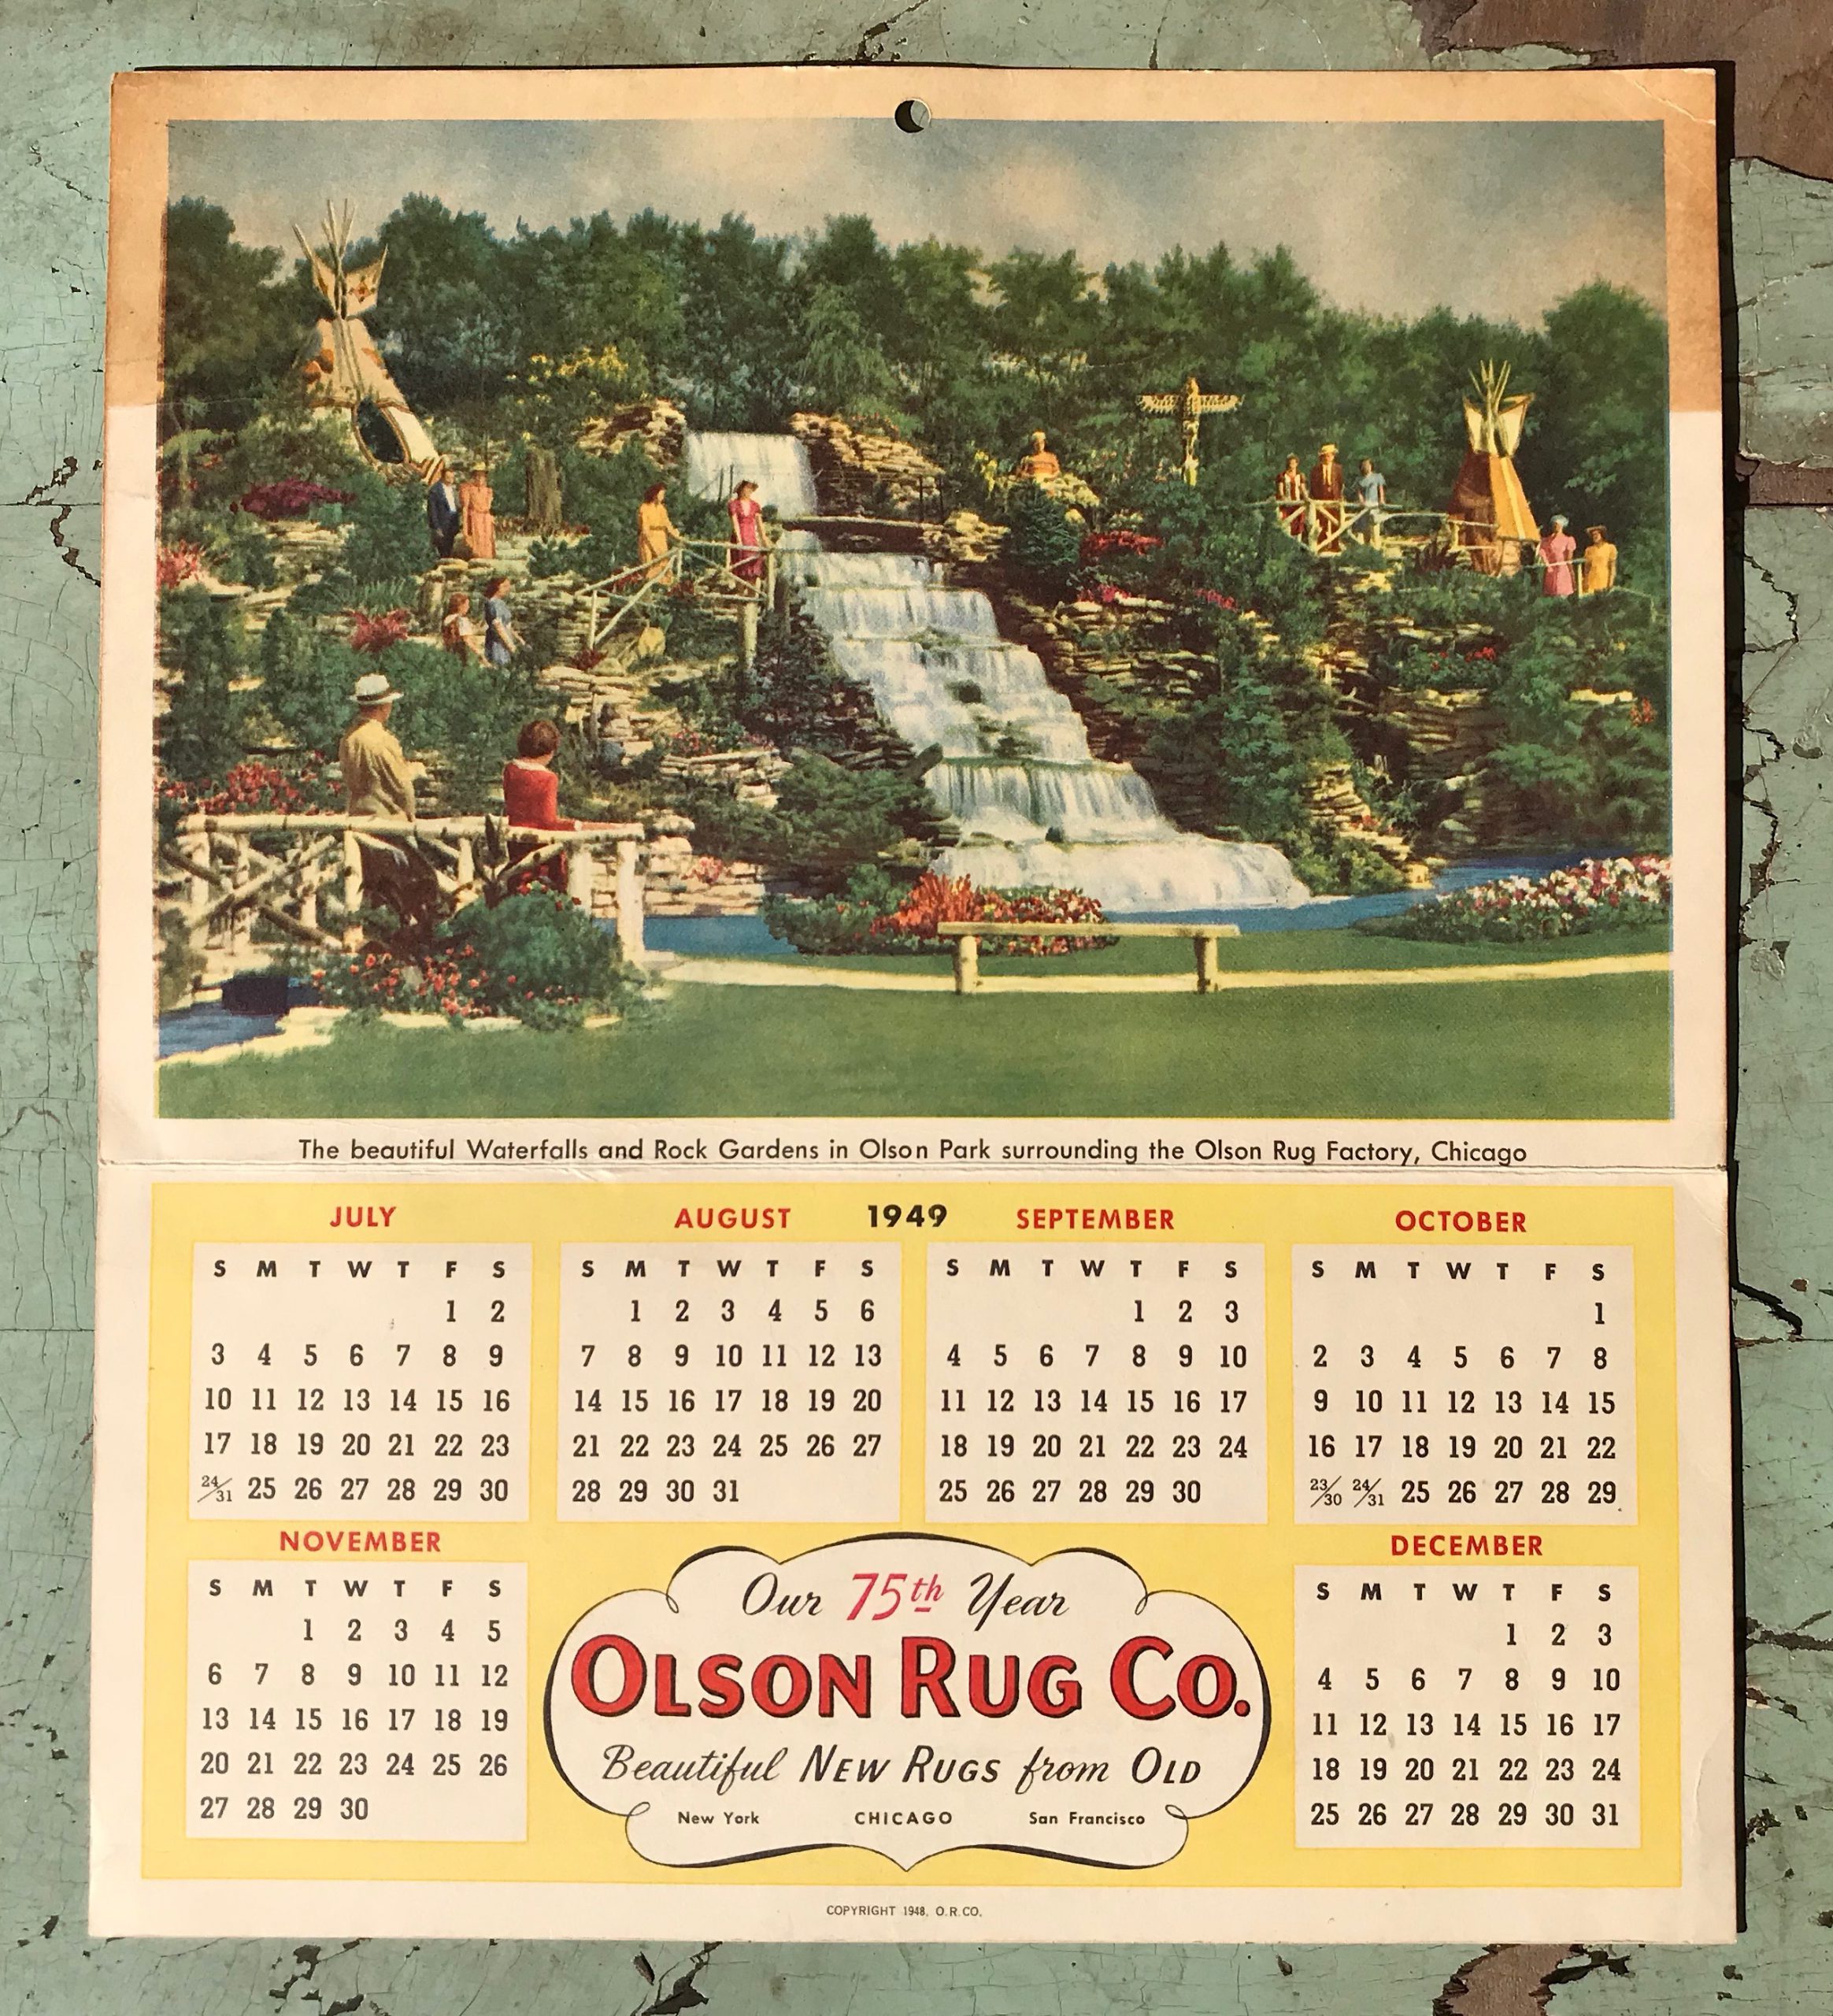 The beautiful Waterfalls and Rock Gardens in Olson Park surrounding the Olson Rug Factory, Chicago
1949
JULY
S M T W T F S
1 2
3 4 5 6 7 8 9
10 11 12 13 14 15 16
17 18 19 20 21 22 23
24/31 25 26 27 28 29 30
AUGUST
S M T W T F S
1 2 3 4 5 6
7 8 9 10 11 12 13
14 15 16 17 18 19 20
21 22 23 24 25 26 27
28 29 30 31
SEPTEMBER
S M T W T F S
1 2 3
4 5 6 7 8 9 10
11 12 13 14 15 16 17
18 19 20 21 22 23 24
25 26 27 28 29 30
OCTOBER
S M T W T F S
1
2 3 4 5 6 7 8
9 10 11 12 13 14 15
16 17 18 19 20 21 22
23/30 24/31 25 26 27 28 29
NOVEMBER
S M T W T F S
1 2 3 4 5
6 7 8 9 10 11 12
13 14 15 16 17 18 19
20 21 22 23 24 25 26
27 28 29 30
Our 75th Year
OLSON RUG CO.
Beautiful NEW RUGS from OLD
New York CHICAGO San Francisco
DECEMBER
S M T W T F S
1 2 3
4 5 6 7 8 9 10
11 12 13 14 15 16 17
18 19 20 21 22 23 24
25 26 27 28 29 30 31
COPYRIGHT 1948, O.R.CO.